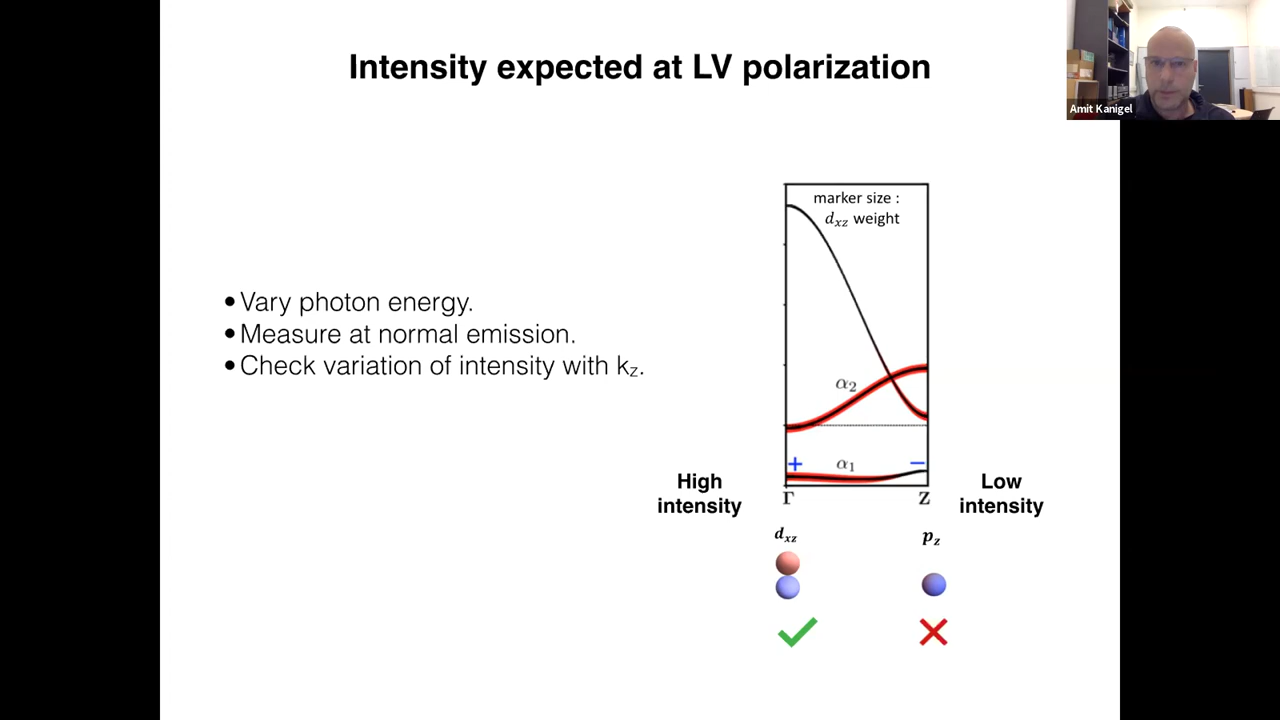 Intensity expected at LV polarization
Amit Kanigel
marker size :
d_xz weight
• Vary photon energy.
• Measure at normal emission.
• Check variation of intensity with k_z.
α₂
+
α₁
−
High
intensity
Low
intensity
Γ
Z
d_xz
p_z